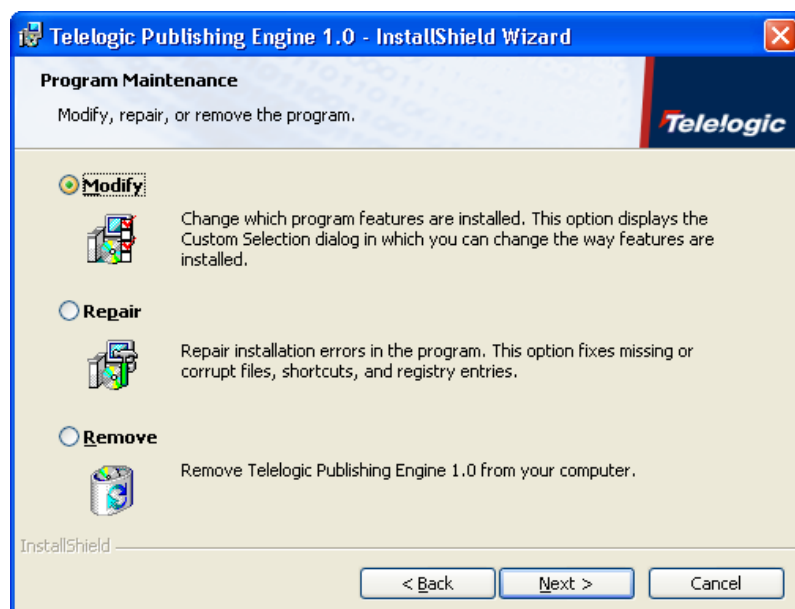 Telelogic Publishing Engine 1.0 - InstallShield Wizard
Program Maintenance
Modify, repair, or remove the program.
Telelogic
Modify
Change which program features are installed. This option displays the
Custom Selection dialog in which you can change the way features are
installed.
Repair
Repair installation errors in the program. This option fixes missing or
corrupt files, shortcuts, and registry entries.
Remove
Remove Telelogic Publishing Engine 1.0 from your computer.
InstallShield
< Back
Next >
Cancel